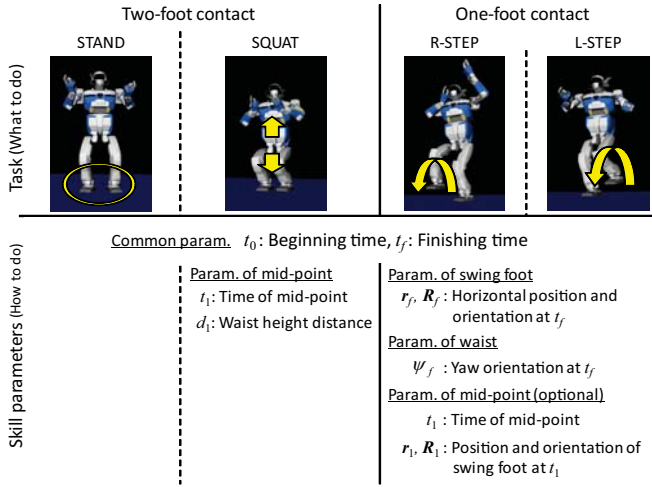 Two-foot contact
One-foot contact
STAND
SQUAT
R-STEP
L-STEP
Task (What to do)
Common param. t0 : Beginning time, tf : Finishing time
Skill parameters (How to do)
Param. of mid-point
t1 : Time of mid-point
d1 : Waist height distance
Param. of swing foot
rf, Rf : Horizontal position and
orientation at tf
Param. of waist
ψf : Yaw orientation at tf
Param. of mid-point (optional)
t1 : Time of mid-point
r1, R1 : Position and orientation of
swing foot at t1